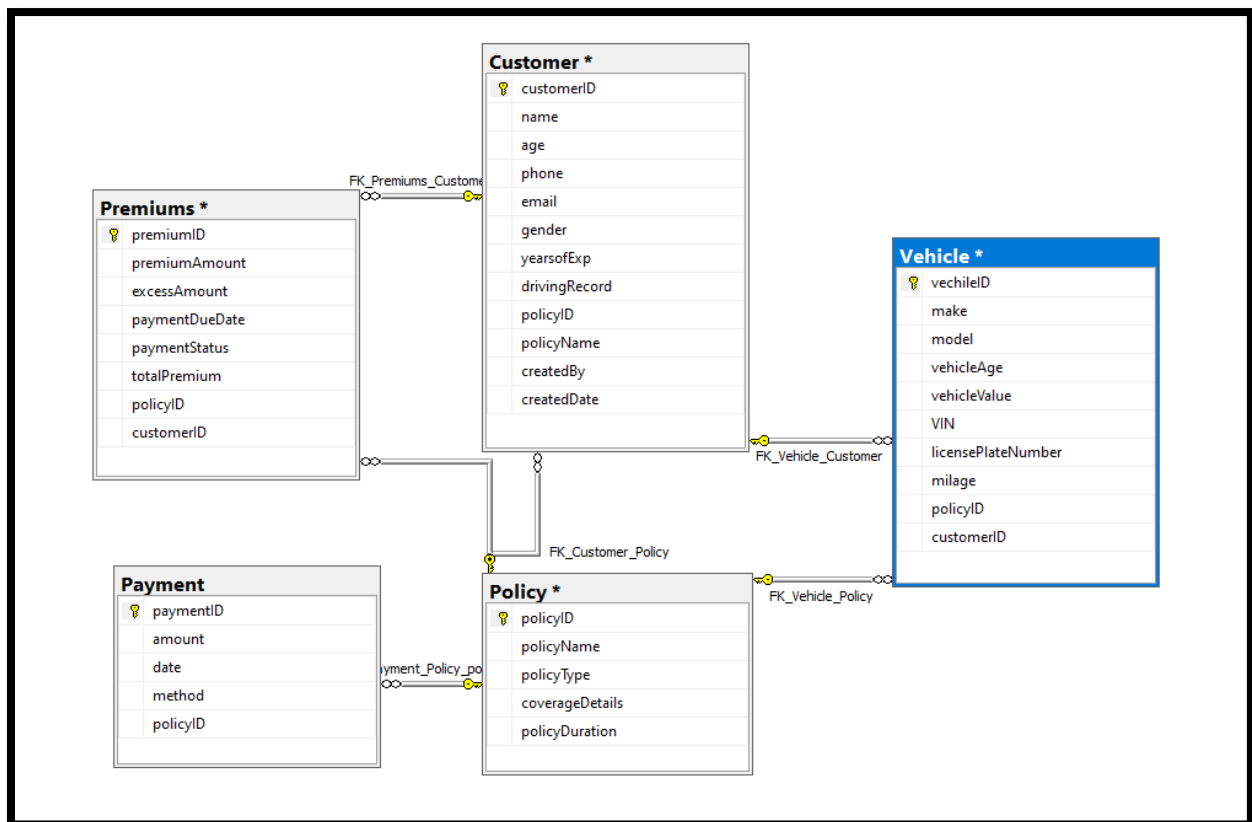 Customer *
customerID
name
age
phone
email
gender
yearsofExp
drivingRecord
policyID
policyName
createdBy
createdDate
FK_Premiums_Custome
Premiums *
premiumID
premiumAmount
excessAmount
paymentDueDate
paymentStatus
totalPremium
policyID
customerID
Vehicle *
vechileID
make
model
vehicleAge
vehicleValue
VIN
licensePlateNumber
milage
policyID
customerID
FK_Vehicle_Customer
FK_Customer_Policy
FK_Vehicle_Policy
Payment
paymentID
amount
date
method
policyID
ayment_Policy_po
Policy *
policyID
policyName
policyType
coverageDetails
policyDuration